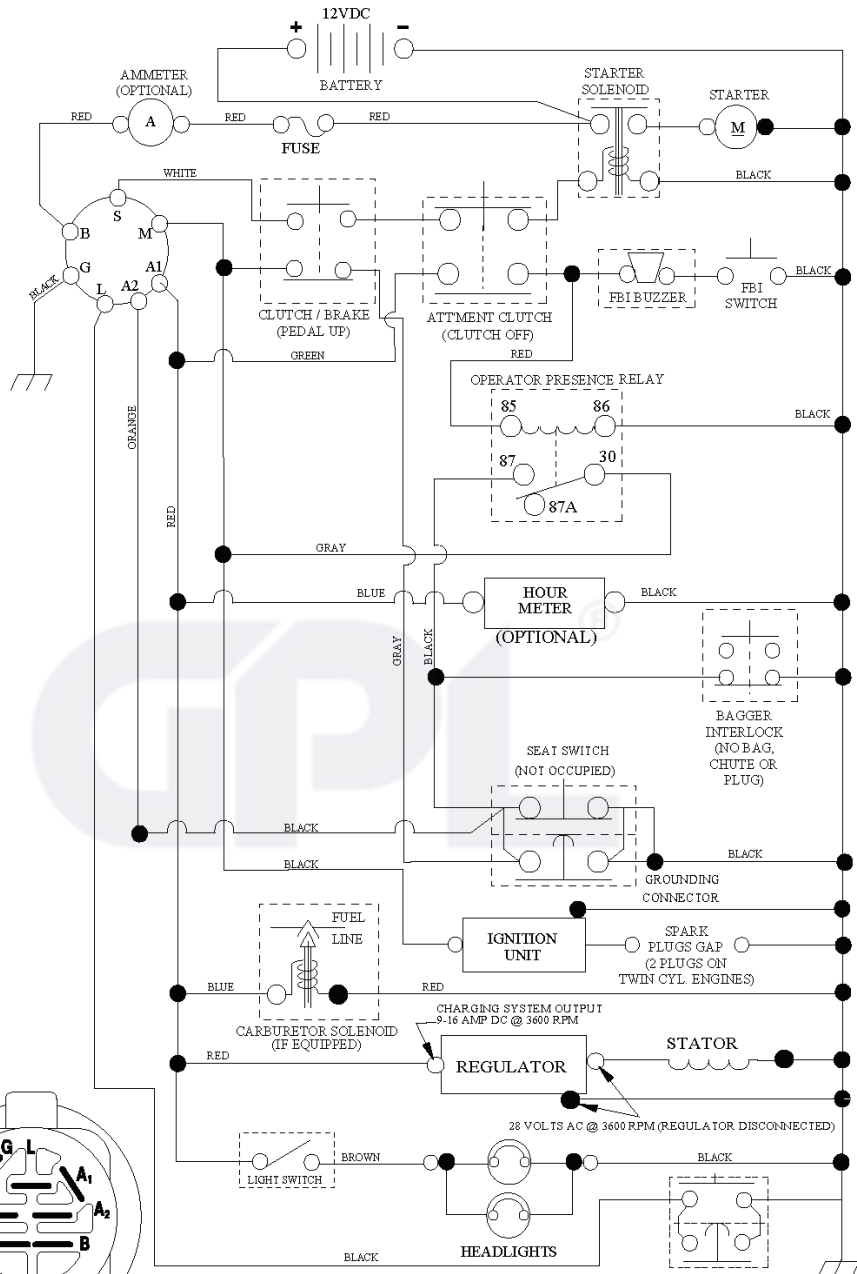 12VDC
+
-
BATTERY
AMMETER
(OPTIONAL)
STARTER
SOLENOID
STARTER
RED
A
RED
RED
FUSE
M
WHITE
BLACK
S
B
M
G
A1
A2
L
BLACK
CLUTCH / BRAKE
(PEDAL UP)
ATT'MENT CLUTCH
(CLUTCH OFF)
FBI BUZZER
FBI
SWITCH
BLACK
GREEN
RED
OPERATOR PRESENCE RELAY
85
86
BLACK
ORANGE
87
30
87A
RED
GRAY
BLUE
HOUR
METER
(OPTIONAL)
BLACK
GPL®
GRAY
BLACK
BAGGER
INTERLOCK
(NO BAG,
CHUTE OR
PLUG)
SEAT SWITCH
(NOT OCCUPIED)
BLACK
BLACK
BLACK
GROUNDING
CONNECTOR
FUEL
LINE
IGNITION
UNIT
SPARK
PLUGS GAP
(2 PLUGS ON
TWIN CYL. ENGINES)
BLUE
RED
CARBURETOR SOLENOID
(IF EQUIPPED)
CHARGING SYSTEM OUTPUT
9-16 AMP DC @ 3600 RPM
RED
REGULATOR
STATOR
28 VOLTS AC @ 3600 RPM (REGULATOR DISCONNECTED)
LIGHT SWITCH
BROWN
BLACK
HEADLIGHTS
G
L
A1
A2
B
BLACK